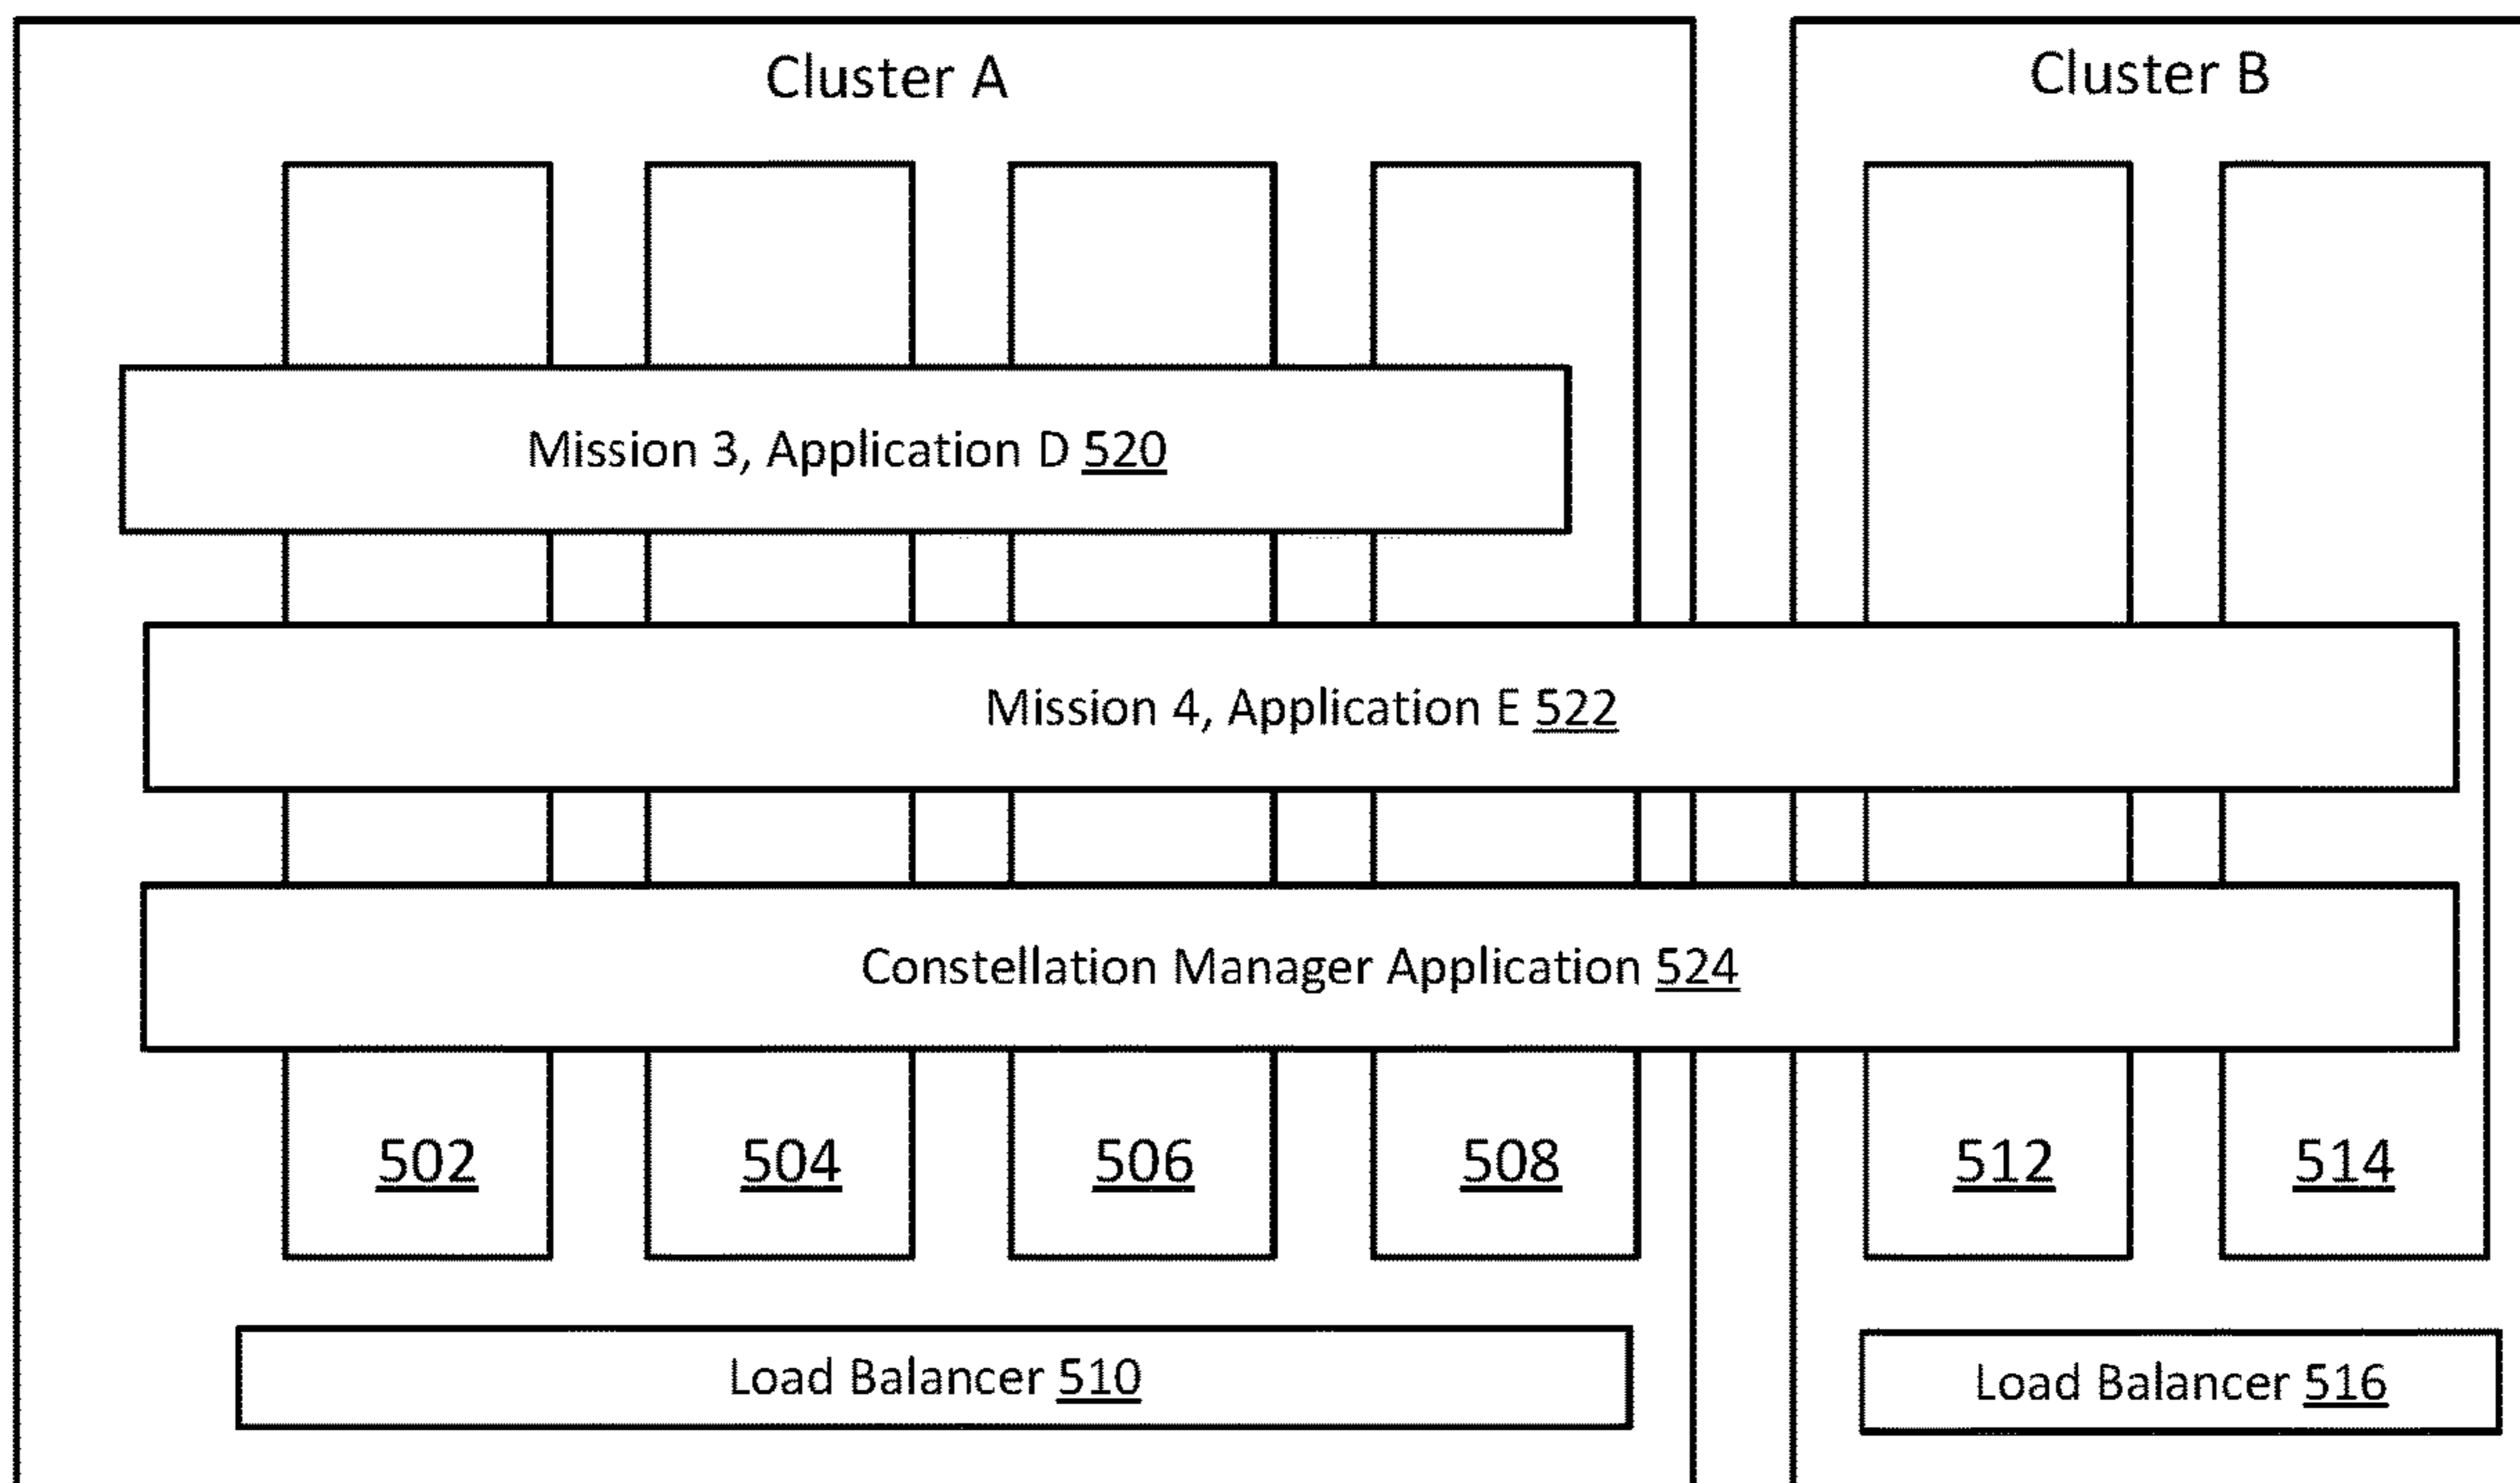 Cluster A
Cluster B
Mission 3, Application D 520
Mission 4, Application E 522
Constellation Manager Application 524
502
504
506
508
512
514
Load Balancer 510
Load Balancer 516